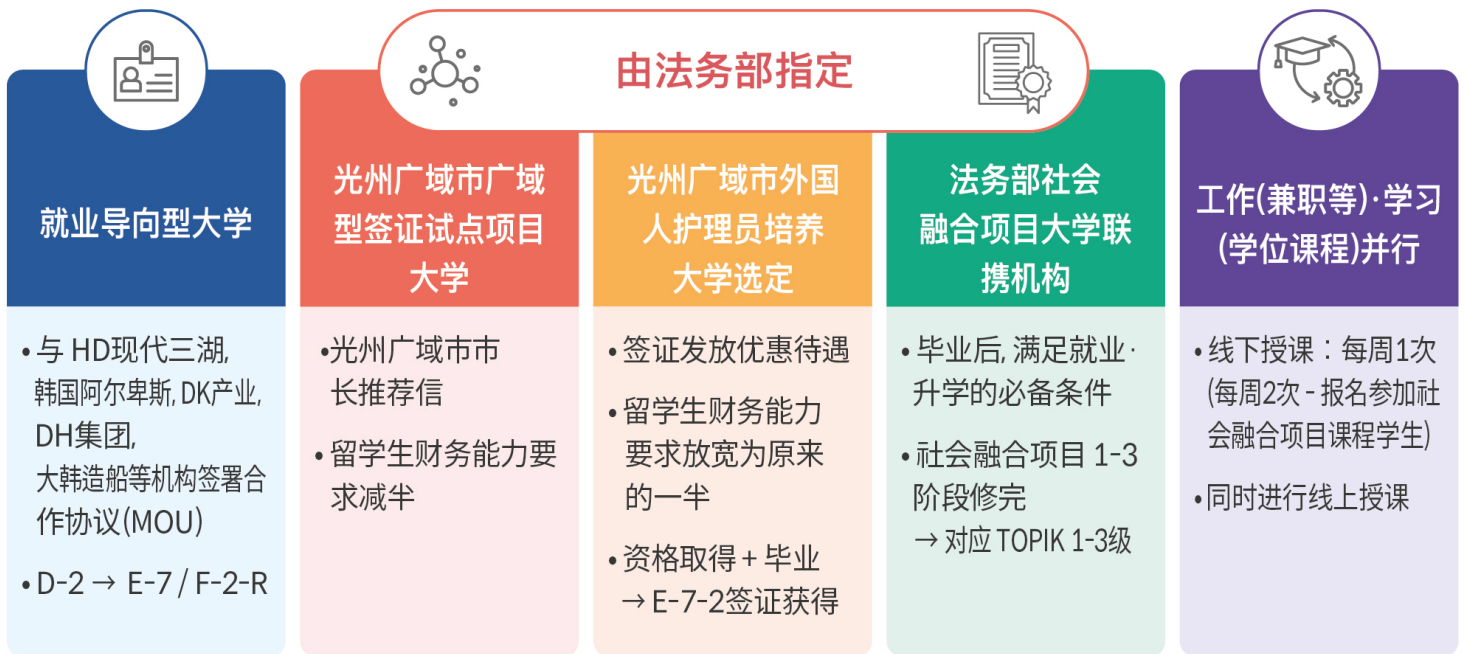 由法务部指定
就业导向型大学
• 与 HD现代三湖,
韩国阿尔卑斯, DK产业,
DH集团,
大韩造船等机构签署合
作协议(MOU)
• D-2 → E-7 / F-2-R
光州广域市广域
型签证试点项目
大学
•光州广域市市
长推荐信
• 留学生财务能力要
求减半
光州广域市外国
人护理员培养
大学选定
• 签证发放优惠待遇
• 留学生财务能力
要求放宽为原来
的一半
• 资格取得 + 毕业
→ E-7-2签证获得
法务部社会
融合项目大学联
携机构
• 毕业后, 满足就业·
升学的必备条件
• 社会融合项目 1-3
阶段修完
→ 对应 TOPIK 1-3级
工作(兼职等)·学习
(学位课程)并行
• 线下授课：每周1次
(每周2次 - 报名参加社
会融合项目课程学生)
• 同时进行线上授课